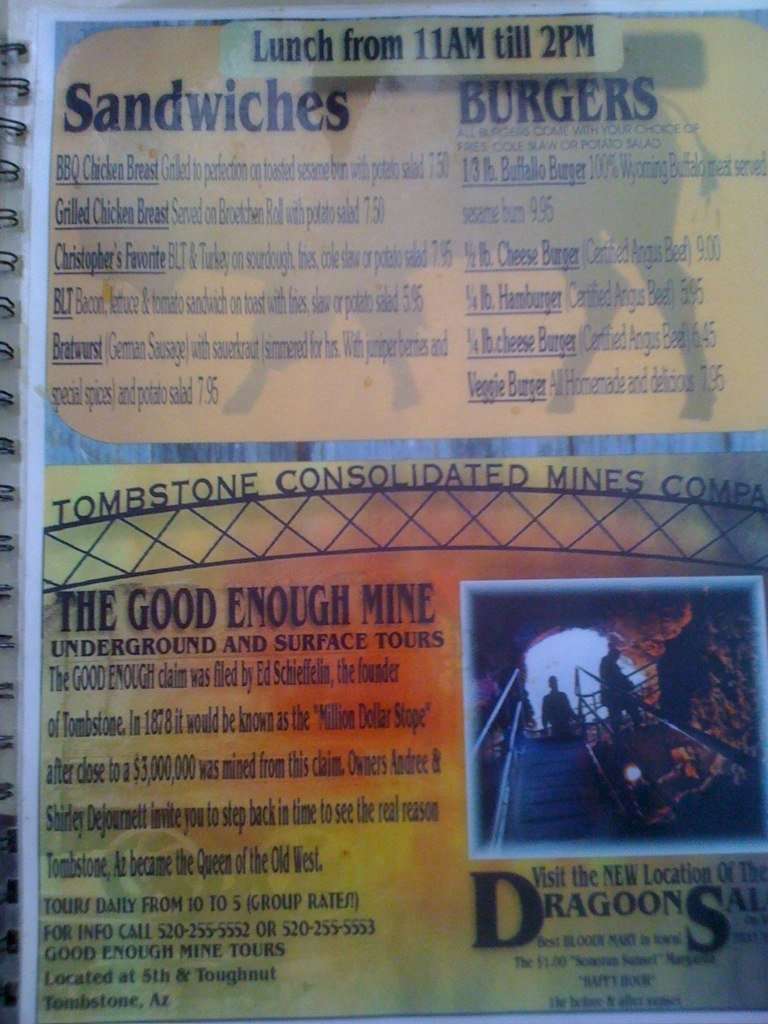 Lunch from 11AM till 2PM
Sandwiches
BBQ Chicken Breast Grilled to perfection on toasted sesame bun with potato salad 7.50
Grilled Chicken Breast Served on Broetchen Roll with potato salad 7.50
Christopher's Favorite BLT & Turkey on sourdough, fries, cole slaw or potato salad 7.95
BLT Bacon, lettuce & tomato sandwich on toast with fries, slaw or potato salad 5.95
Bratwurst (German Sausage) with sauerkraut (simmered for hrs. With juniper berries and
special spices) and potato salad 7.95
BURGERS
ALL BURGERS COME WITH YOUR CHOICE OF
FRIES, COLE SLAW OR POTATO SALAD
1/3 lb. Buffallo Burger 100% Wyoming Buffalo meat served
sesame burn 9.95
½ lb. Cheese Burger (Certified Angus Beef) 9.00
¼ lb. Hamburger (Certified Angus Beef) 5.95
¼ lb.cheese Burger (Certified Angus Beef) 6.45
Veggie Burger All Homemade and delicious 7.95
TOMBSTONE CONSOLIDATED MINES COMPA
THE GOOD ENOUGH MINE
UNDERGROUND AND SURFACE TOURS
The GOOD ENOUGH claim was filed by Ed Schieffelin, the founder
of Tombstone. In 1878 it would be known as the "Million Dollar Stope"
after close to a $3,000,000 was mined from this claim. Owners Andree &
Shirley Dejournett invite you to step back in time to see the real reason
Tombstone, Az became the Queen of the Old West.
TOURS DAILY FROM 10 TO 5 (GROUP RATES!)
FOR INFO CALL 520-255-5552 OR 520-255-5553
GOOD ENOUGH MINE TOURS
Located at 5th & Toughnut
Tombstone, Az
Visit the NEW Location Of The
DRAGOON SAL
Best BLOODY MARY in town!
The $1.00 "Sonoran Sunset" Margarita
"HAPPY HOUR"
The before & after sunset